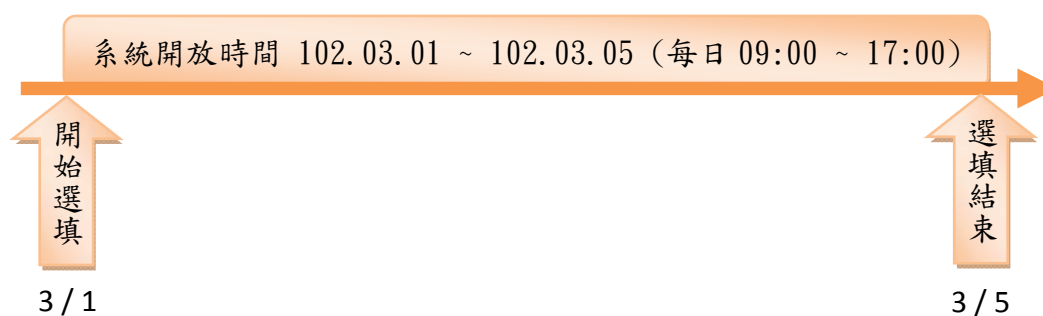 系統開放時間 102.03.01 ~ 102.03.05 (每日 09:00 ~ 17:00)
開始選填
選填結束
3 / 1
3 / 5